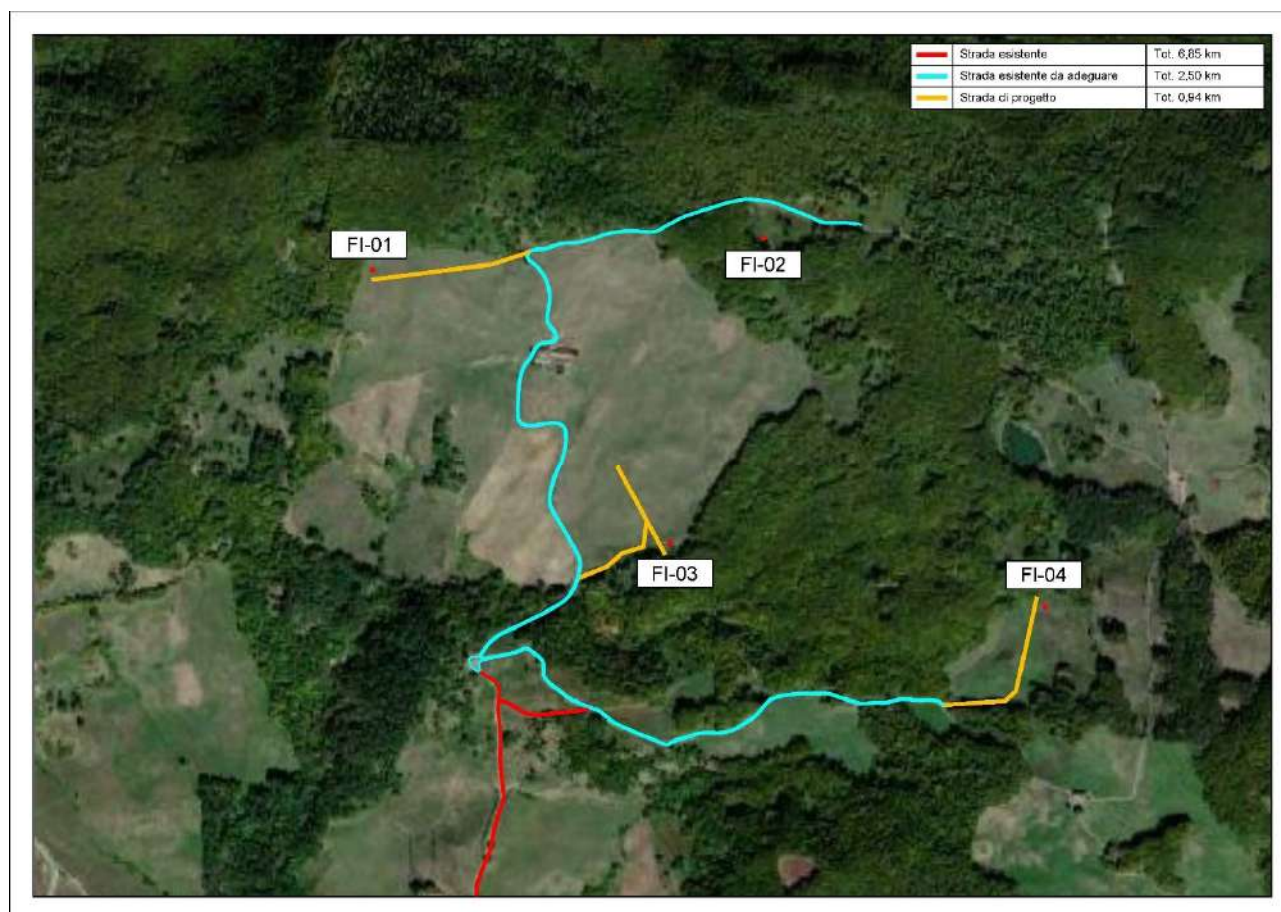 Strada esistente Tot. 6,85 km
Strada esistente da adeguare Tot. 2,50 km
Strada di progetto Tot. 0,94 km
FI-01
FI-02
FI-03
FI-04